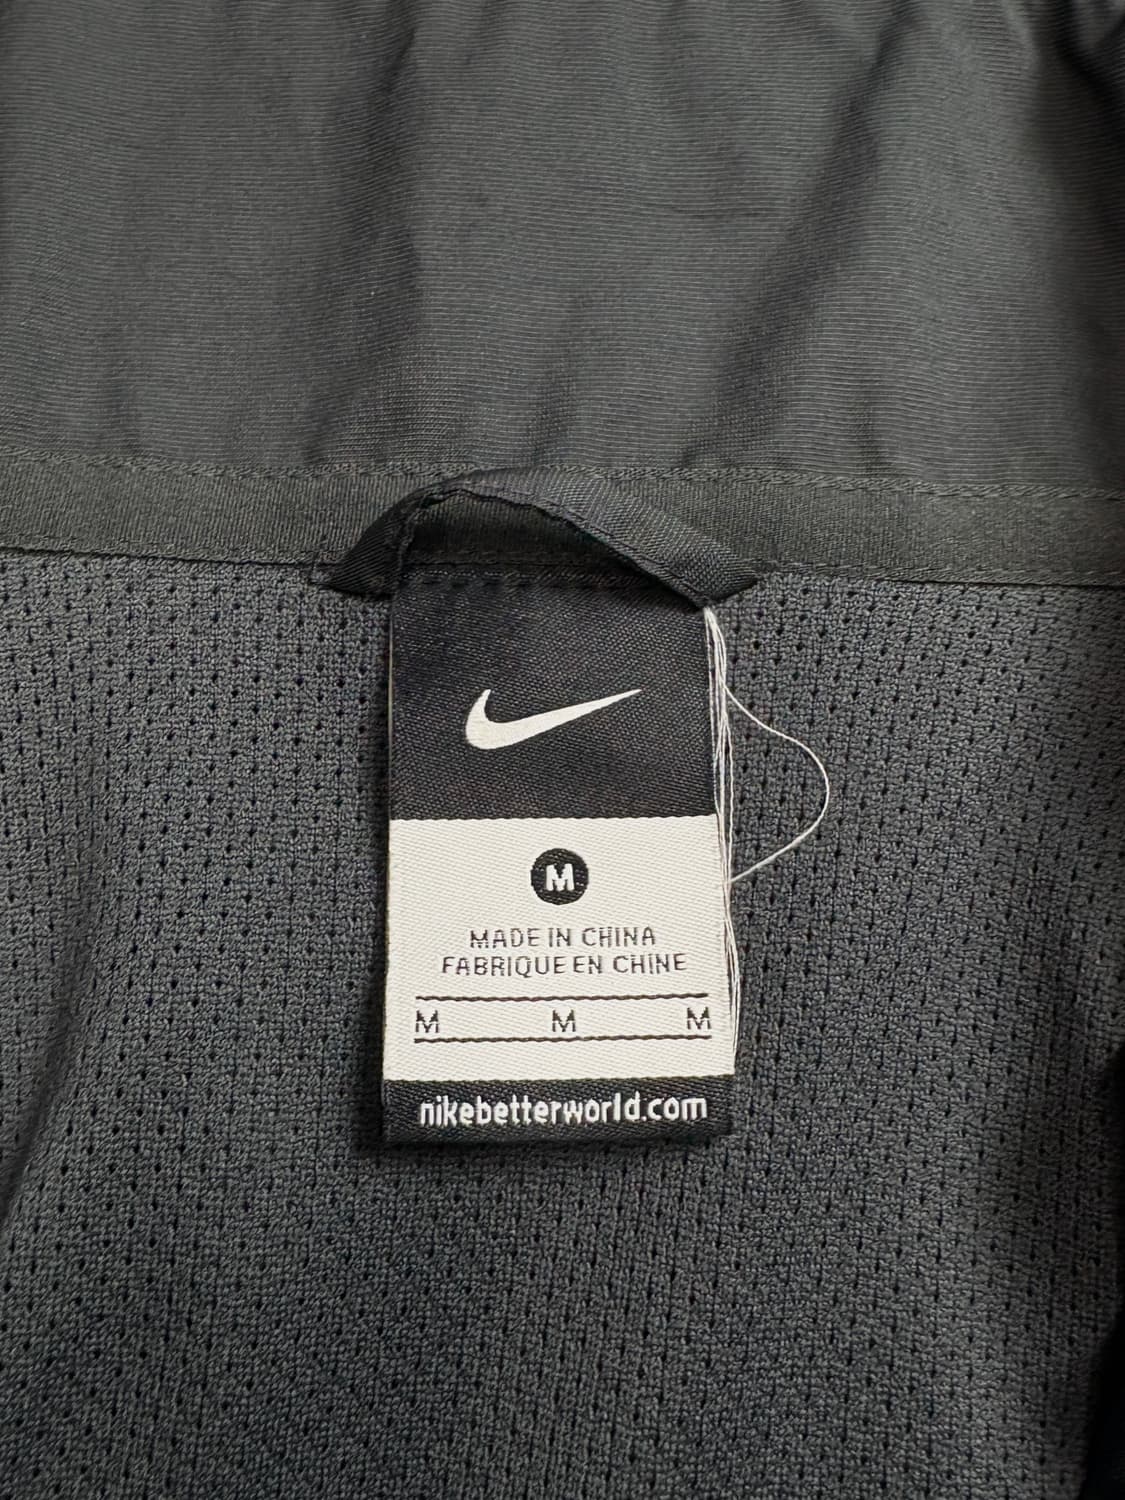 M
MADE IN CHINA
FABRIQUE EN CHINE
M M M
nikebetterworld.com